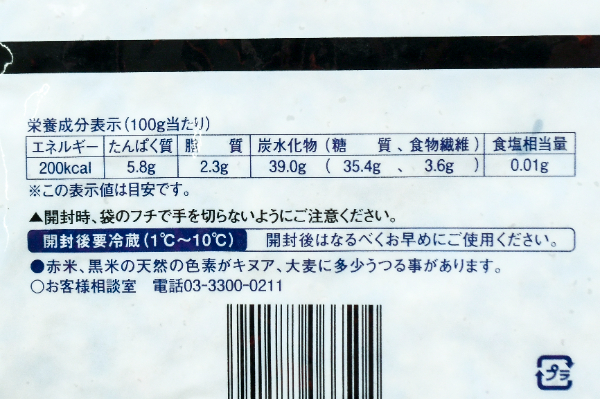 栄養成分表示(100g当たり)
エネルギー たんぱく質 脂 質 炭水化物 (糖 質 、食物繊維) 食塩相当量
200kcal 5.8g 2.3g 39.0g ( 35.4g 、 3.6g ) 0.01g
※この表示値は目安です。
▲開封時、袋のフチで手を切らないようにご注意ください。
開封後要冷蔵(1℃〜10℃) 開封後はなるべくお早めにご使用ください。
●赤米、黒米の天然の色素がキヌア、大麦に多少うつる事があります。
○お客様相談室 電話03-3300-0211
プラ